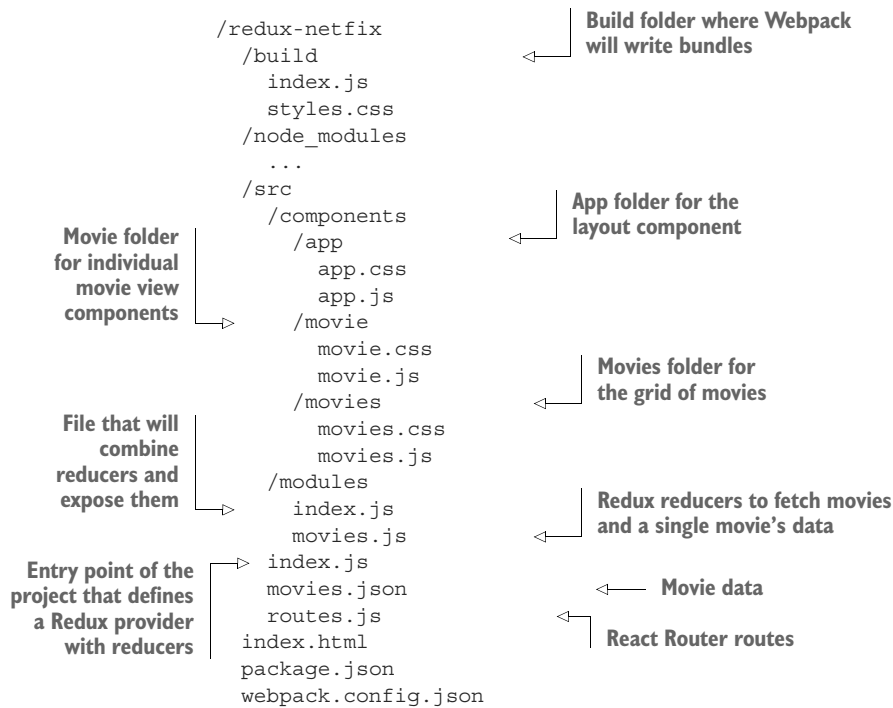 /redux-netfix
Build folder where Webpack
will write bundles
/build
index.js
styles.css
/node_modules
...
/src
App folder for the
layout component
/components
/app
app.css
app.js
Movie folder
for individual
movie view
components
/movie
movie.css
movie.js
Movies folder for
the grid of movies
/movies
movies.css
movies.js
File that will
combine
reducers and
expose them
/modules
index.js
Redux reducers to fetch movies
and a single movie's data
movies.js
Entry point of the
project that defines
a Redux provider
with reducers
index.js
movies.json
Movie data
routes.js
React Router routes
index.html
package.json
webpack.config.json